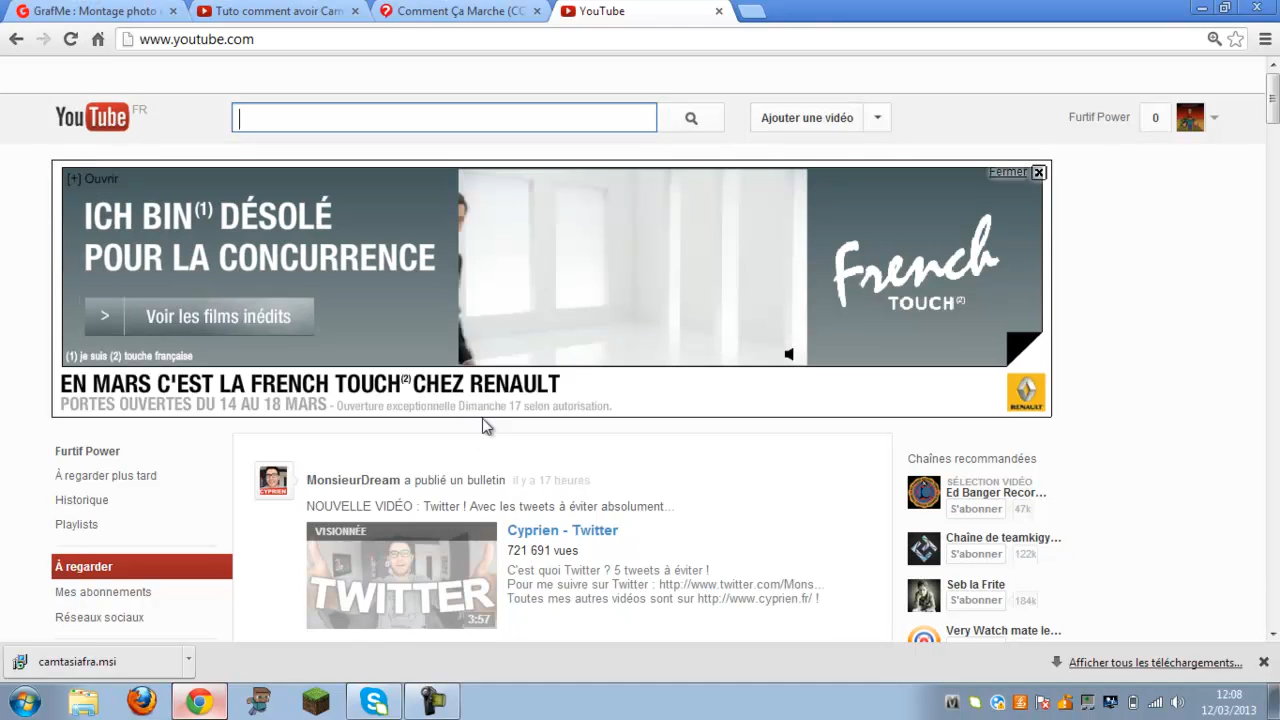 GrafMe : Montage photo
Tuto comment avoir Cam
Comment Ça Marche (CC
YouTube
www.youtube.com
YouTube FR
Ajouter une vidéo
Furtif Power
0
[+] Ouvrir
Fermer
ICH BIN(1) DÉSOLÉ
POUR LA CONCURRENCE
> Voir les films inédits
(1) je suis (2) touche française
French
TOUCH(2)
EN MARS C'EST LA FRENCH TOUCH(2) CHEZ RENAULT
PORTES OUVERTES DU 14 AU 18 MARS - Ouverture exceptionnelle Dimanche 17 selon autorisation.
RENAULT
Furtif Power
À regarder plus tard
Historique
Playlists
À regarder
Mes abonnements
Réseaux sociaux
CYPRIEN
MonsieurDream a publié un bulletin il y a 17 heures
NOUVELLE VIDÉO : Twitter ! Avec les tweets à éviter absolument...
VISIONNÉE
TWITTER
3:57
Cyprien - Twitter
721 691 vues
C'est quoi Twitter ? 5 tweets à éviter !
Pour me suivre sur Twitter : http://www.twitter.com/Mons...
Toutes mes autres vidéos sont sur http://www.cyprien.fr/ !
Chaînes recommandées
SÉLECTION VIDÉO
Ed Banger Recor...
S'abonner 47k
Chaîne de teamkigy...
S'abonner 122k
Seb la Frite
S'abonner 184k
Very Watch mate le...
camtasiafra.msi
Afficher tous les téléchargements...
12:08
12/03/2013